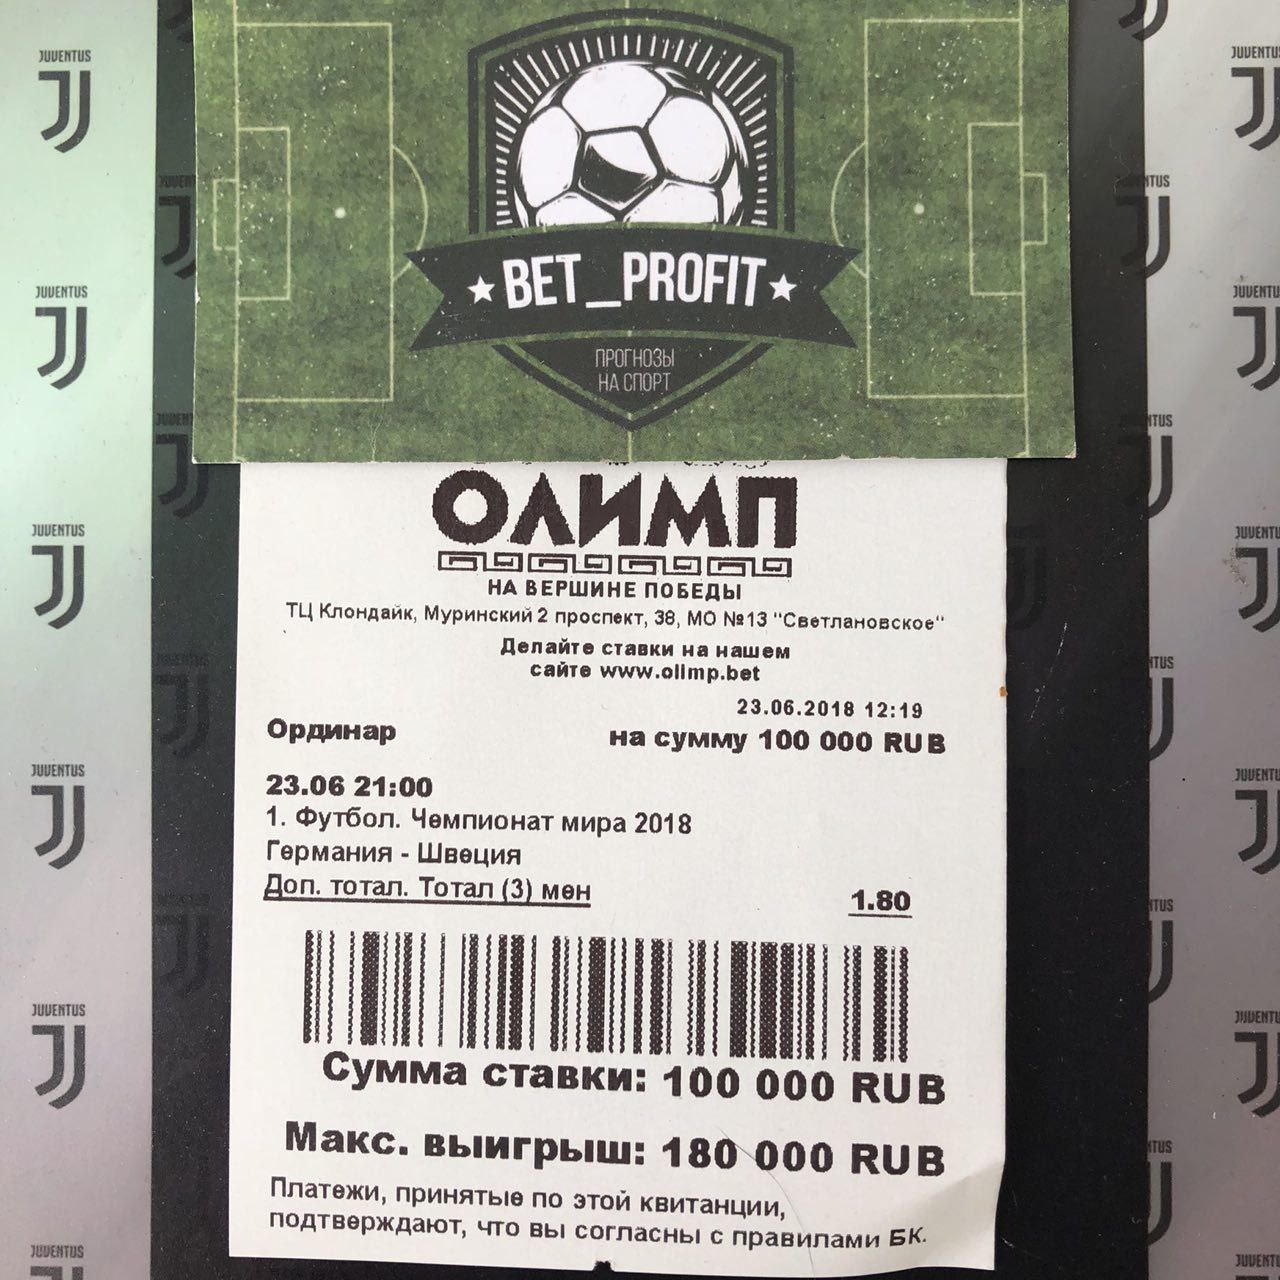 BET_PROFIT
ПРОГНОЗЫ
НА СПОРТ
ОЛИМП
НА ВЕРШИНЕ ПОБЕДЫ
ТЦ Клондайк, Муринский 2 проспект, 38, МО №13 "Светлановское"
Делайте ставки на нашем
сайте www.olimp.bet
23.06.2018 12:19
Ординар на сумму 100 000 RUB
23.06 21:00
1. Футбол. Чемпионат мира 2018
Германия - Швеция
Доп. тотал. Тотал (3) мен 1.80
Сумма ставки: 100 000 RUB
Макс. выигрыш: 180 000 RUB
Платежи, принятые по этой квитанции,
подтверждают, что вы согласны с правилами БК.
JUVENTUS
JUVENTUS
JUVENTUS
JUVENTUS
JUVENTUS
JUVENTUS
JUVENTUS
JUVENTUS
JUVENTUS
JUVENTUS
JUVENTUS
JUVENTUS